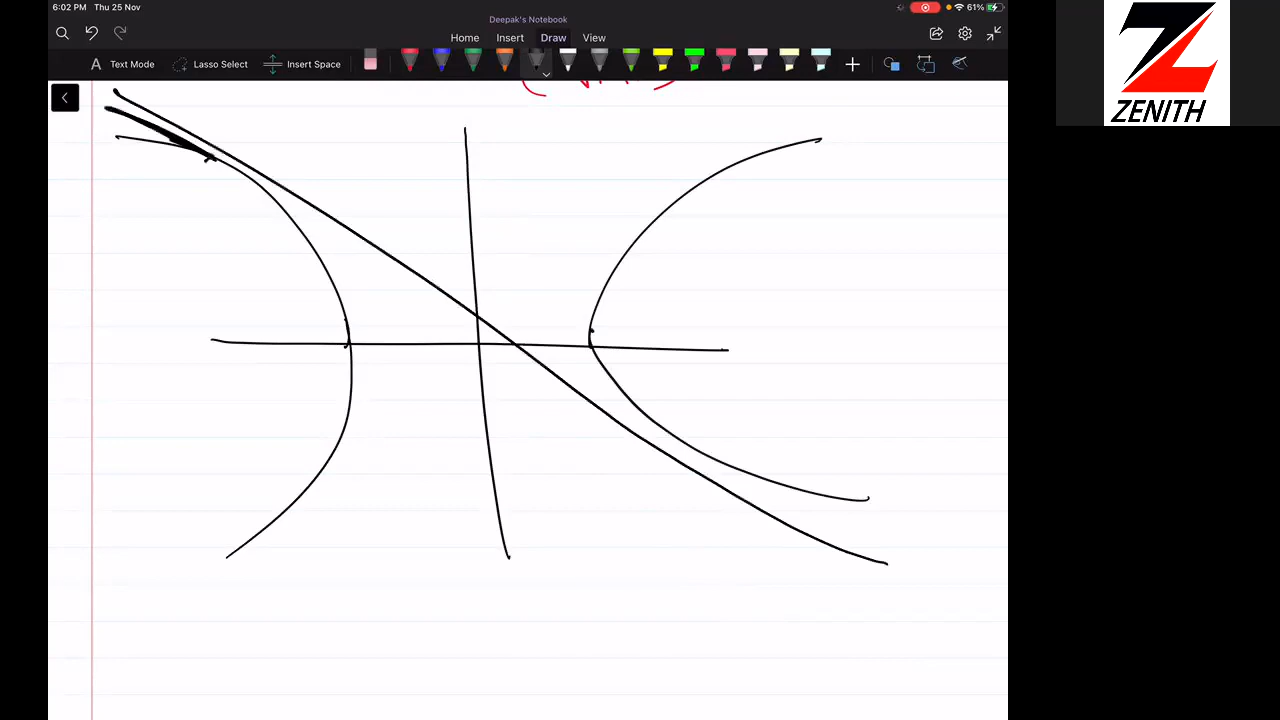 6:02 PM Thu 25 Nov
61%
Deepak's Notebook
Home Insert Draw View
A Text Mode Lasso Select Insert Space
Z
ZENITH